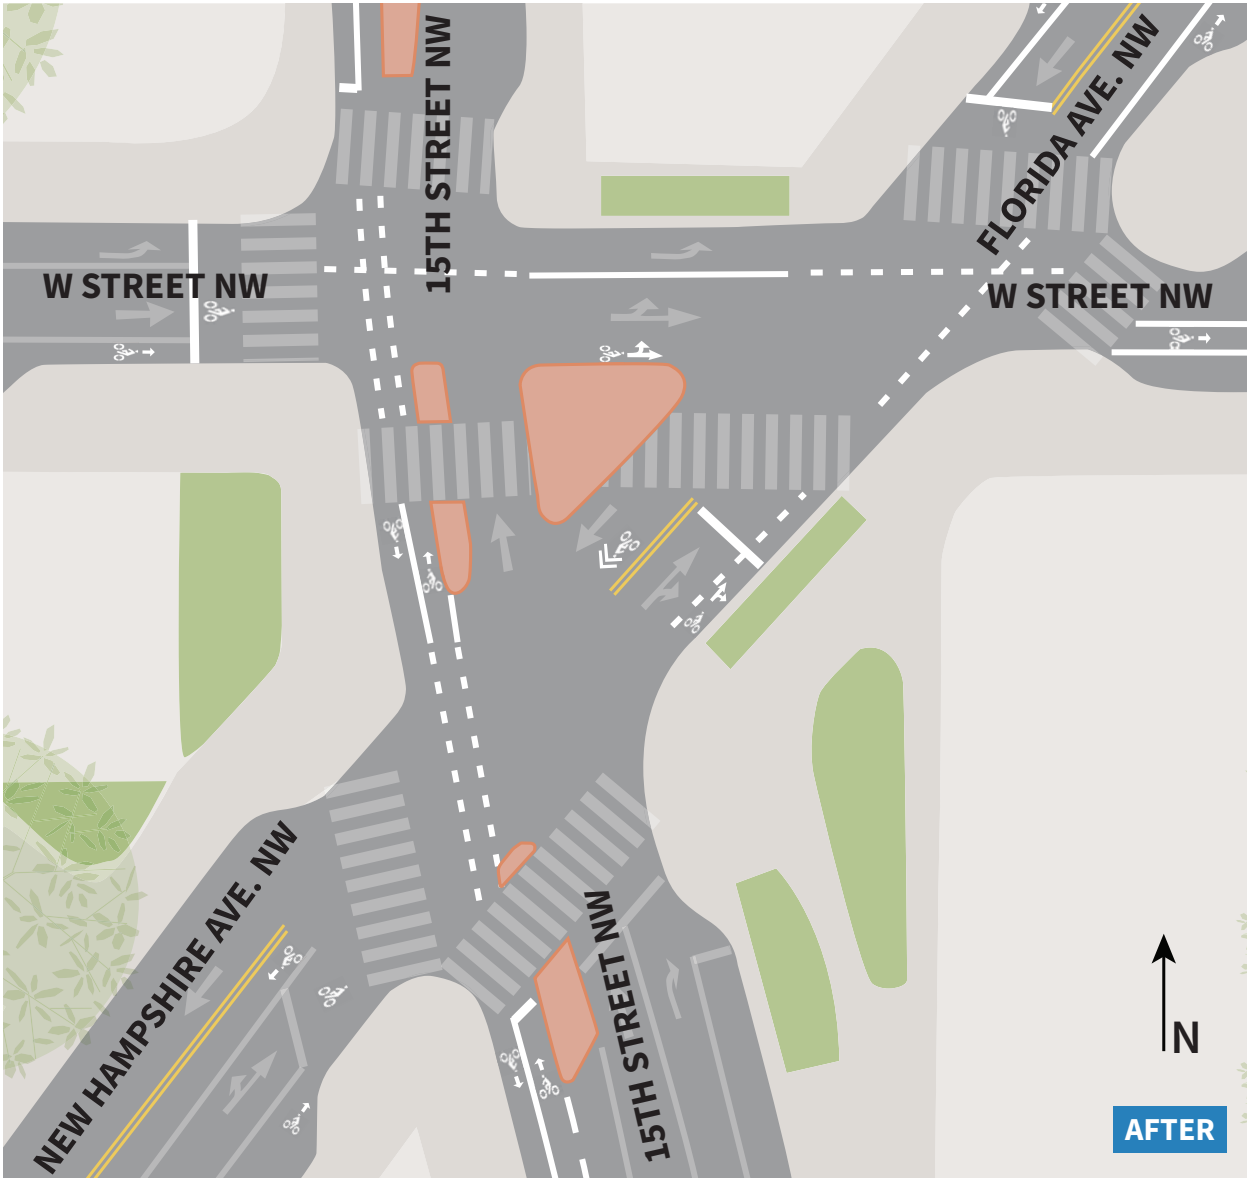 15TH STREET NW
FLORIDA AVE. NW
W STREET NW
W STREET NW
NEW HAMPSHIRE AVE. NW
15TH STREET NW
N
AFTER